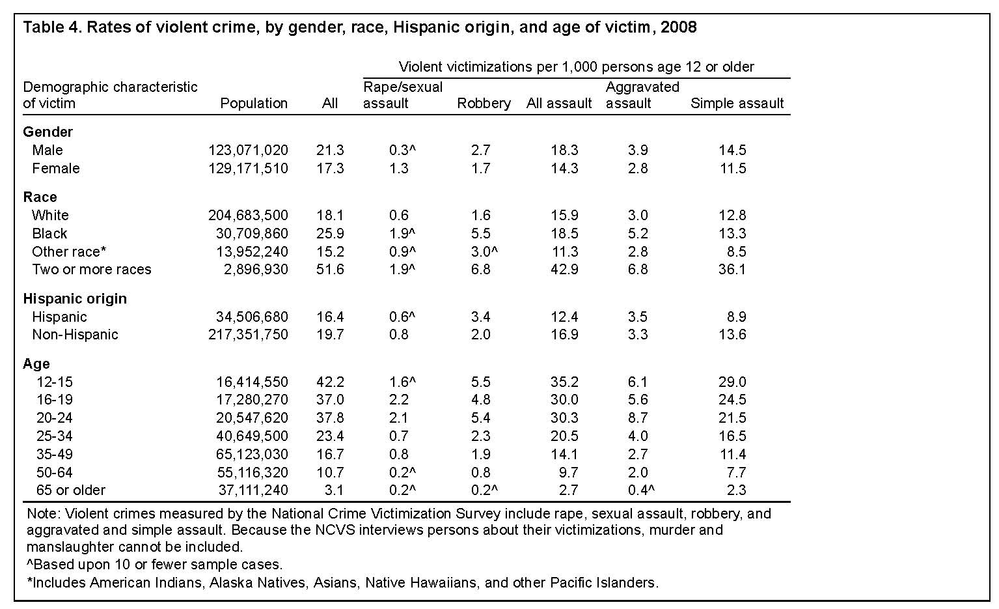 Table 4. Rates of violent crime, by gender, race, Hispanic origin, and age of victim, 2008
Violent victimizations per 1,000 persons age 12 or older
Demographic characteristic of victim Population All Rape/sexual assault Robbery All assault Aggravated assault Simple assault
Gender
Male 123,071,020 21.3 0.3^ 2.7 18.3 3.9 14.5
Female 129,171,510 17.3 1.3 1.7 14.3 2.8 11.5
Race
White 204,683,500 18.1 0.6 1.6 15.9 3.0 12.8
Black 30,709,860 25.9 1.9^ 5.5 18.5 5.2 13.3
Other race* 13,952,240 15.2 0.9^ 3.0^ 11.3 2.8 8.5
Two or more races 2,896,930 51.6 1.9^ 6.8 42.9 6.8 36.1
Hispanic origin
Hispanic 34,506,680 16.4 0.6^ 3.4 12.4 3.5 8.9
Non-Hispanic 217,351,750 19.7 0.8 2.0 16.9 3.3 13.6
Age
12-15 16,414,550 42.2 1.6^ 5.5 35.2 6.1 29.0
16-19 17,280,270 37.0 2.2 4.8 30.0 5.6 24.5
20-24 20,547,620 37.8 2.1 5.4 30.3 8.7 21.5
25-34 40,649,500 23.4 0.7 2.3 20.5 4.0 16.5
35-49 65,123,030 16.7 0.8 1.9 14.1 2.7 11.4
50-64 55,116,320 10.7 0.2^ 0.8 9.7 2.0 7.7
65 or older 37,111,240 3.1 0.2^ 0.2^ 2.7 0.4^ 2.3
Note: Violent crimes measured by the National Crime Victimization Survey include rape, sexual assault, robbery, and
aggravated and simple assault. Because the NCVS interviews persons about their victimizations, murder and
manslaughter cannot be included.
^Based upon 10 or fewer sample cases.
*Includes American Indians, Alaska Natives, Asians, Native Hawaiians, and other Pacific Islanders.